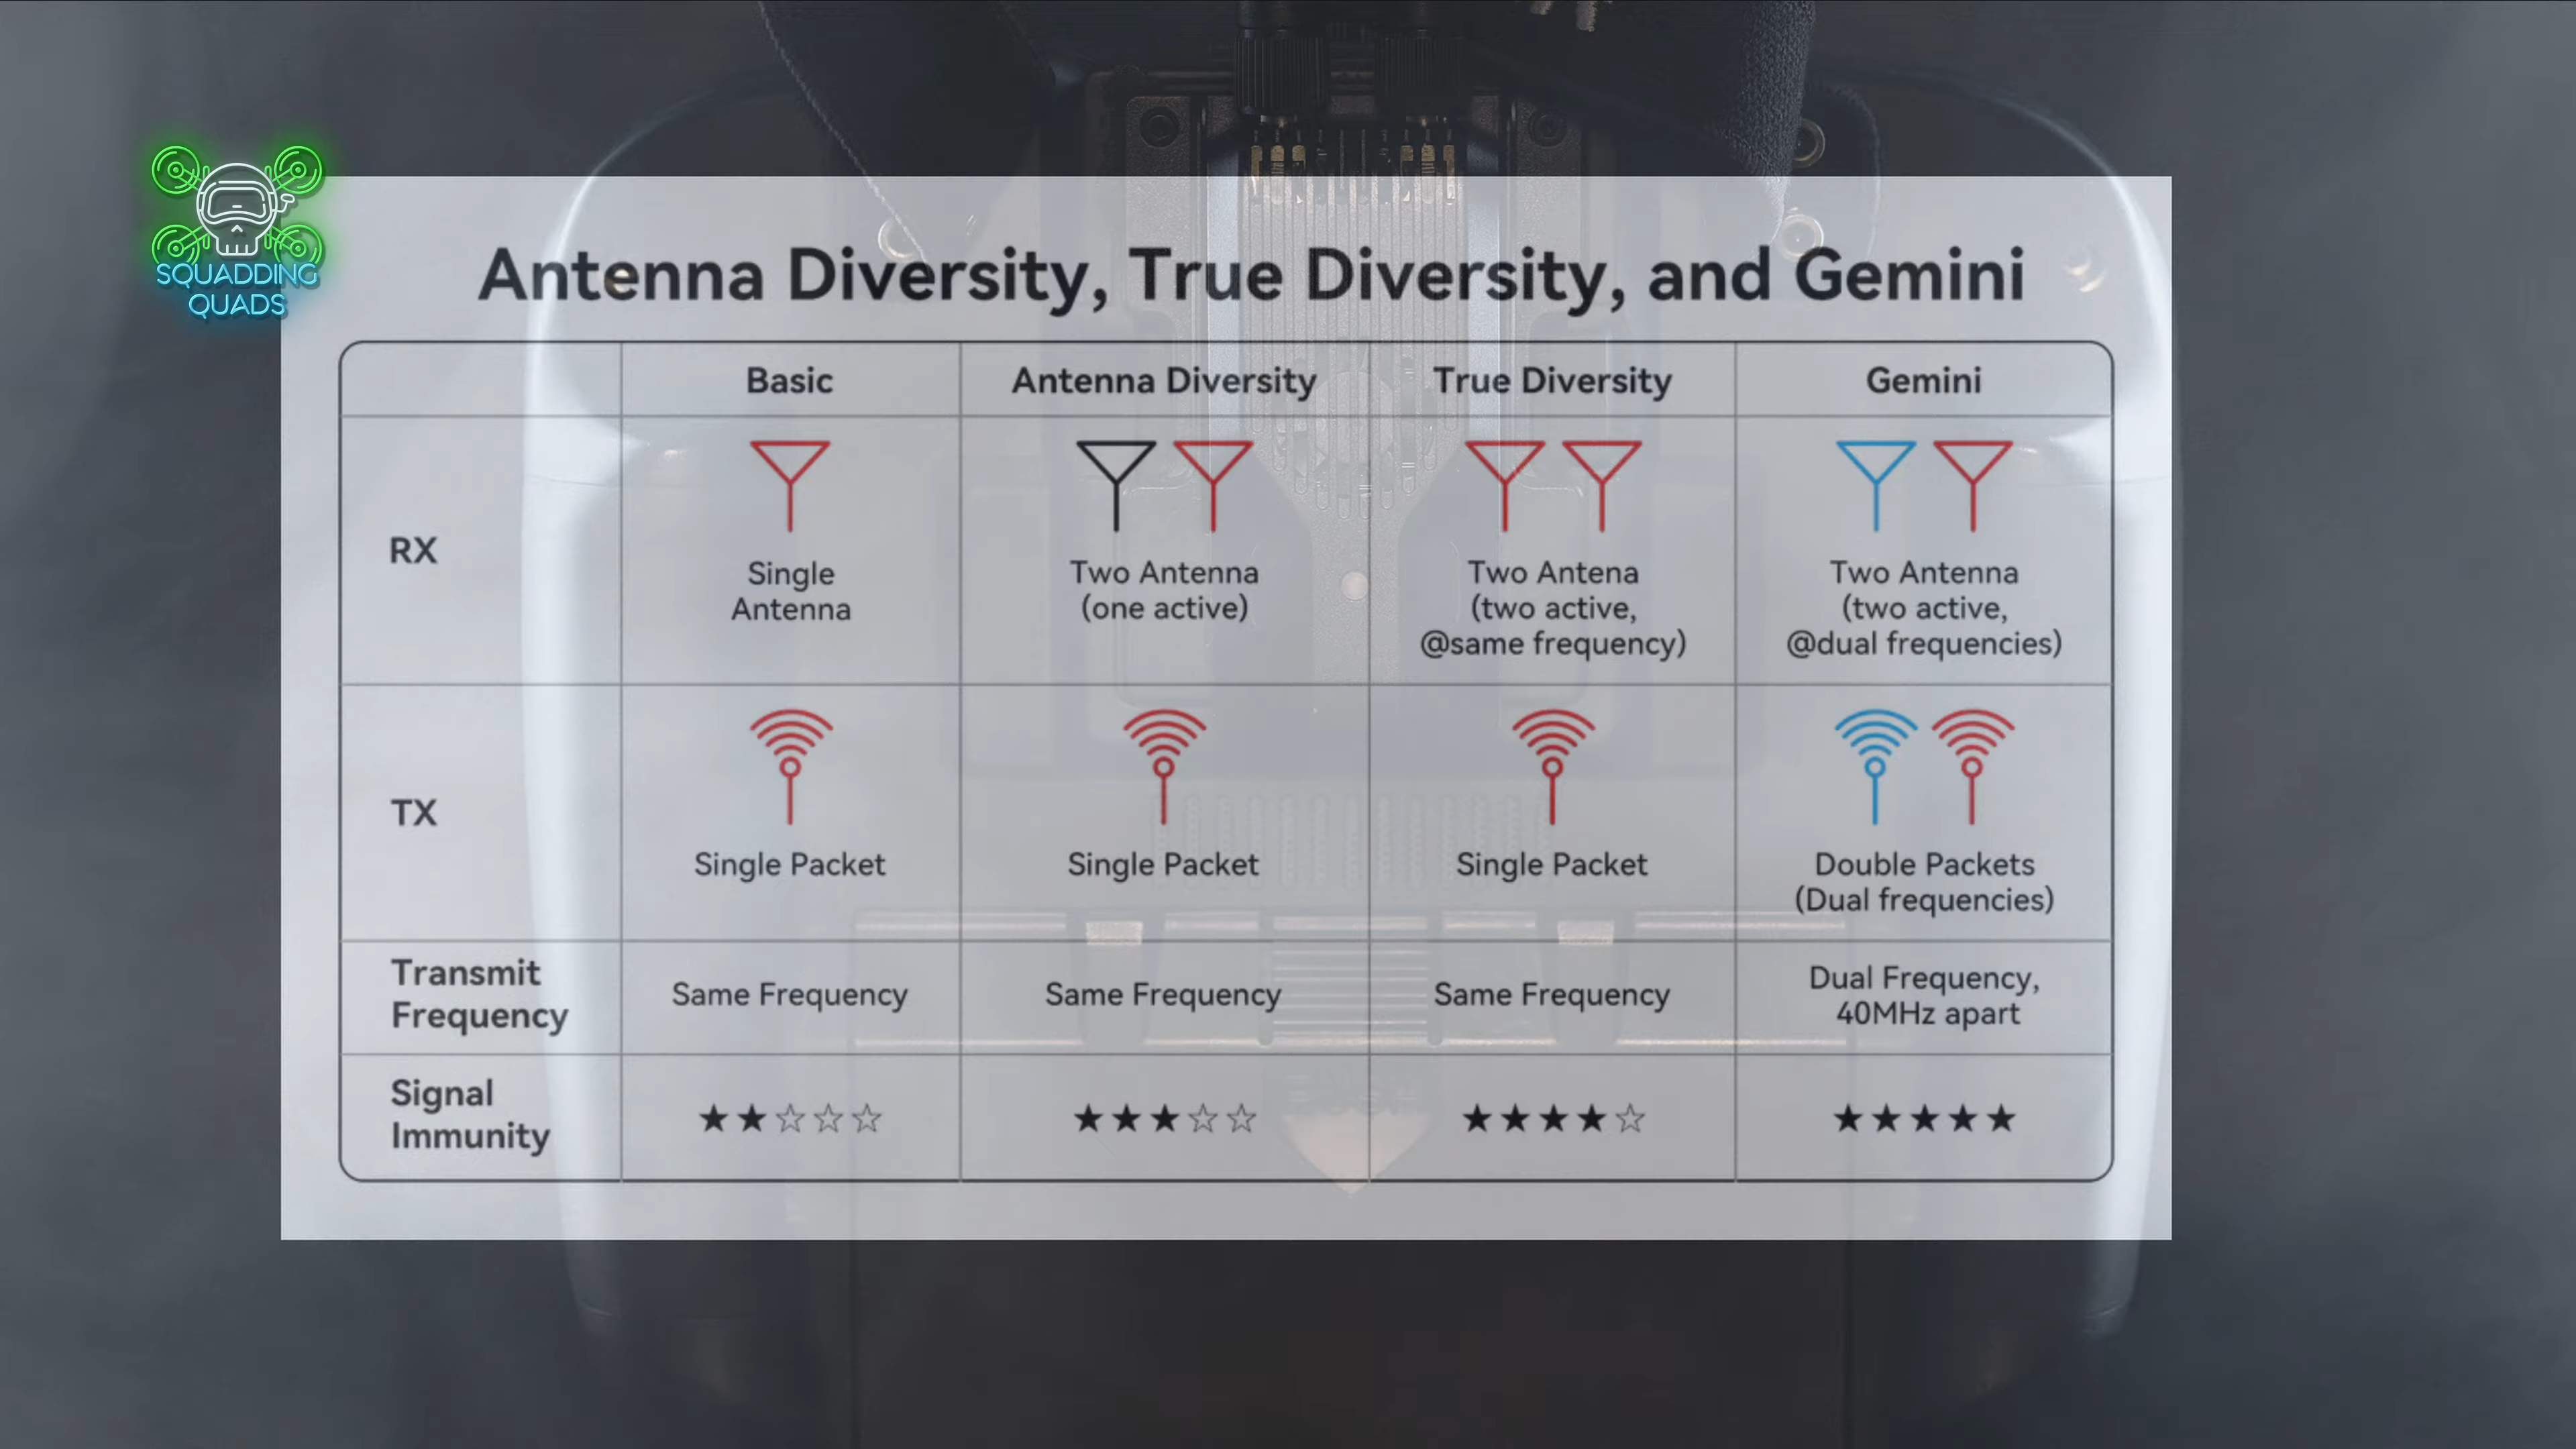 SQUADDING
QUADS
Antenna Diversity, True Diversity, and Gemini
Basic
Antenna Diversity
True Diversity
Gemini
RX
Single
Antenna
Two Antenna
(one active)
Two Antena
(two active,
@same frequency)
Two Antenna
(two active,
@dual frequencies)
TX
Single Packet
Single Packet
Single Packet
Double Packets
(Dual frequencies)
Transmit
Frequency
Same Frequency
Same Frequency
Same Frequency
Dual Frequency,
40MHz apart
Signal
Immunity
★★☆☆☆
★★★☆☆
★★★★☆
★★★★★